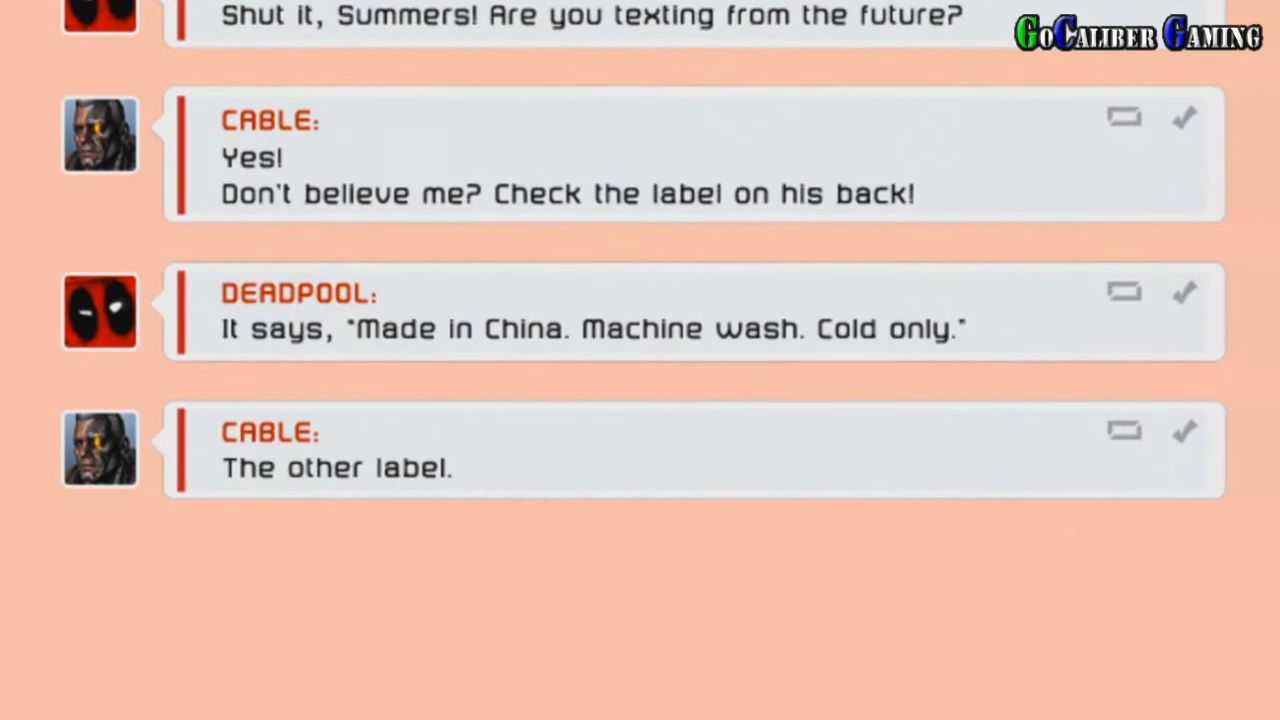 Shut it, Summers! Are you texting from the future?
GoCaliber Gaming
CABLE:
Yes!
Don't believe me? Check the label on his back!
DEADPOOL:
It says, "Made in China. Machine wash. Cold only."
CABLE:
The other label.